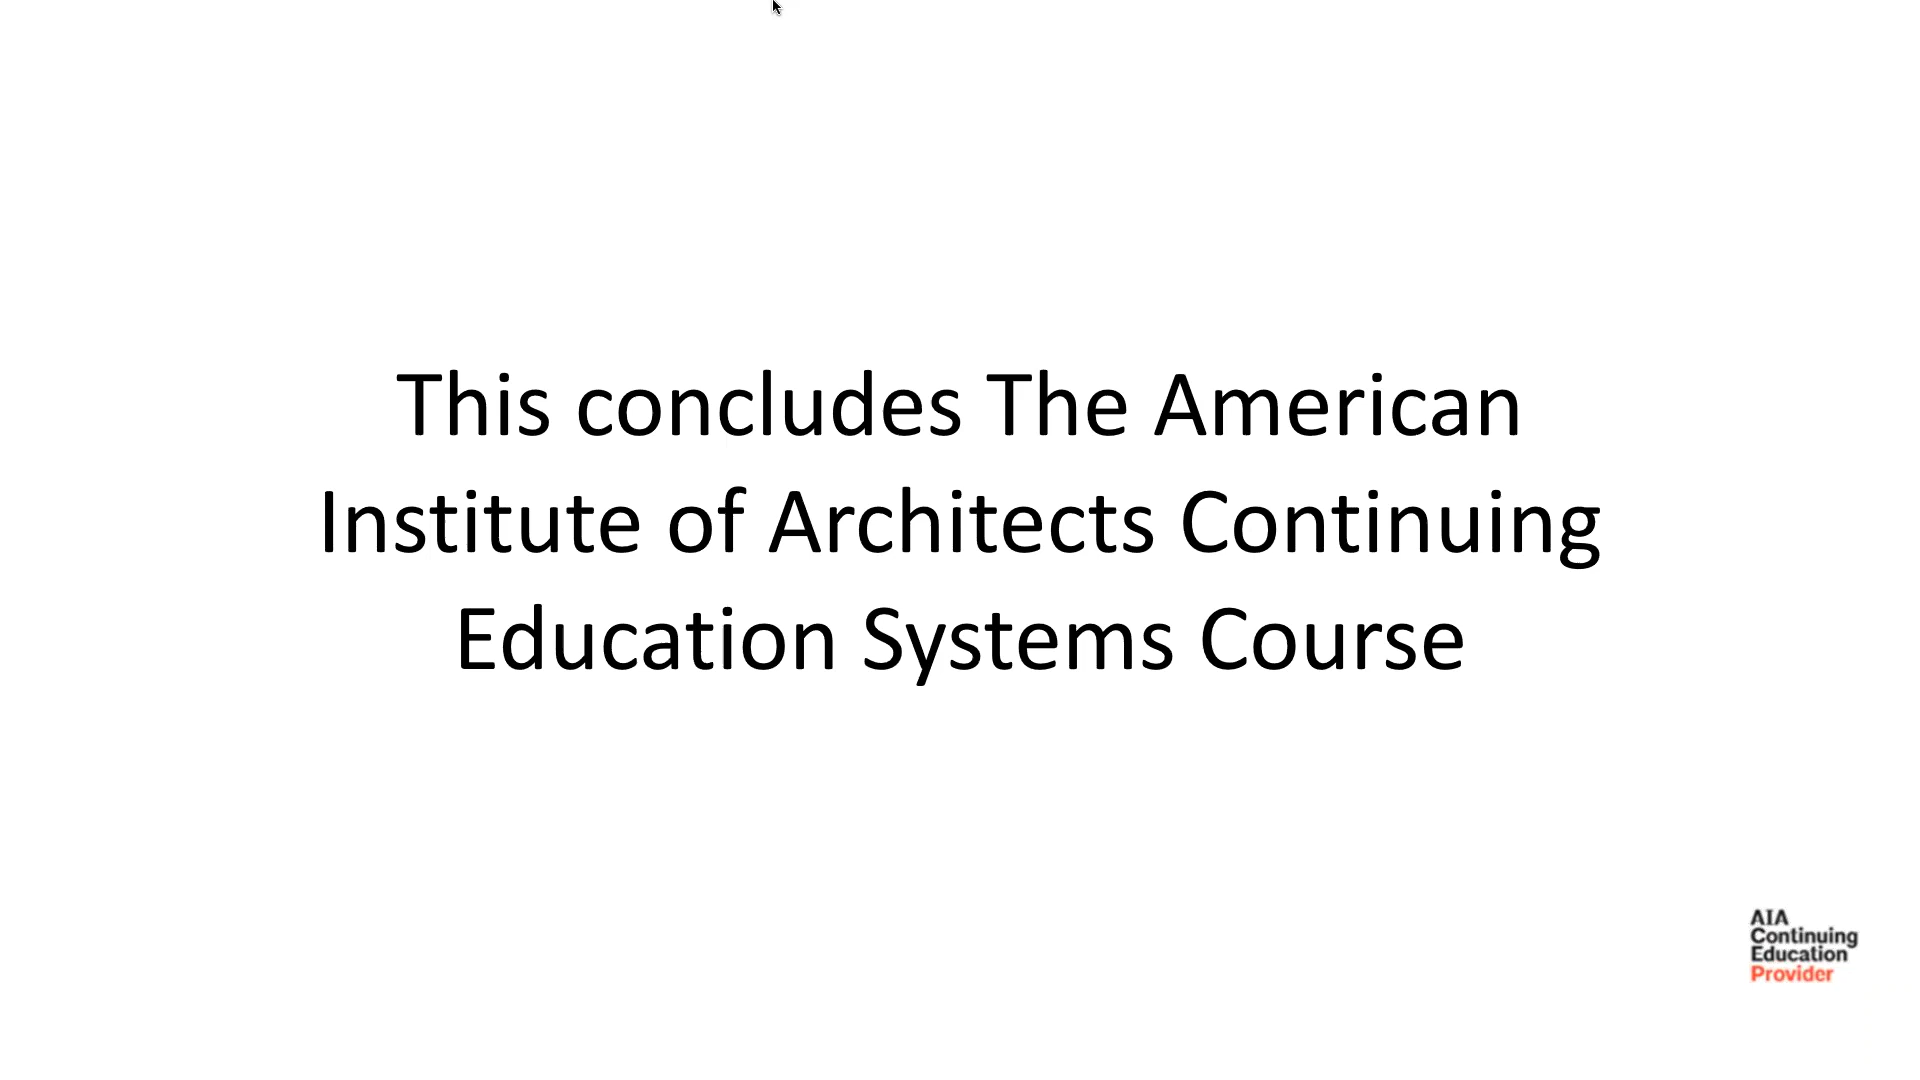 This concludes The American
Institute of Architects Continuing
Education Systems Course
AIA
Continuing
Education
Provider